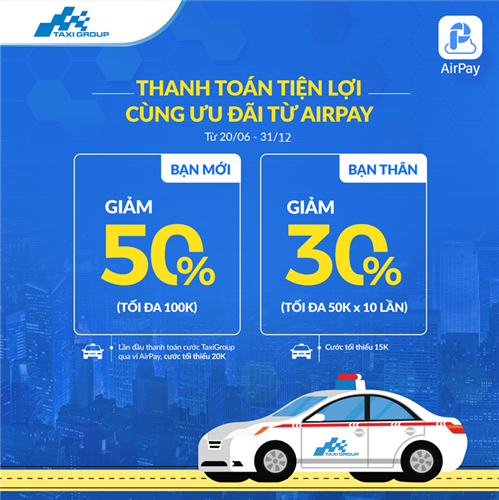 TAXI GROUP
AirPay
THANH TOÁN TIỆN LỢI
CÙNG ƯU ĐÃI TỪ AIRPAY
Từ 20/06 - 31/12
BẠN MỚI
GIẢM
50%
(TỐI ĐA 100K)
Lần đầu thanh toán cước TaxiGroup
qua ví AirPay, cước tối thiểu 20K
BẠN THÂN
GIẢM
30%
(TỐI ĐA 50K x 10 LẦN)
Cước tối thiểu 15K
TAXI GROUP